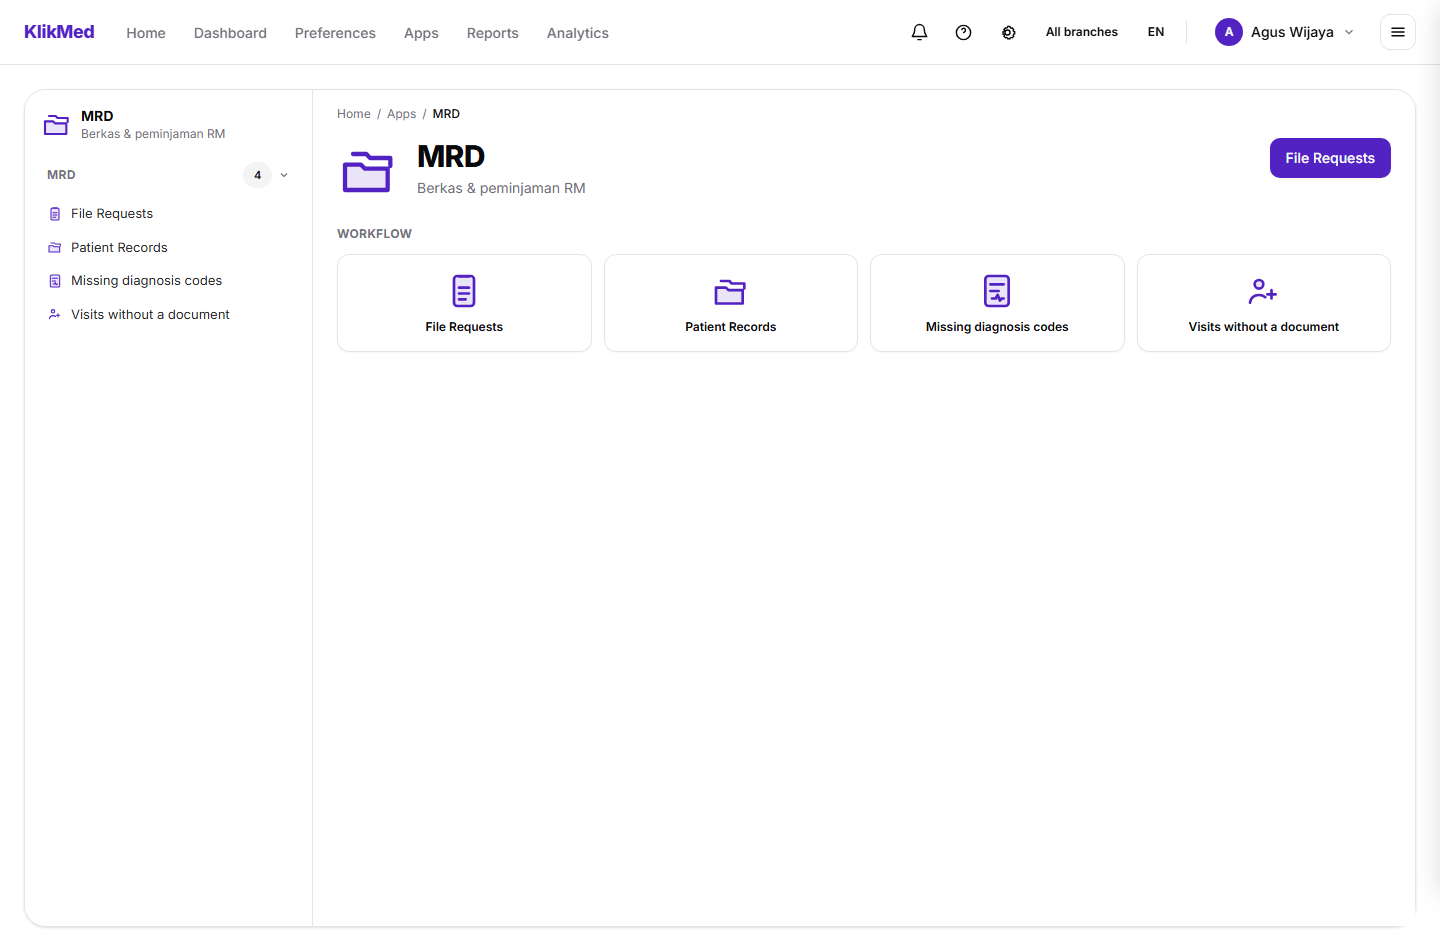 KlikMed
Home
Dashboard
Preferences
Apps
Reports
Analytics
All branches
EN
A
Agus Wijaya
MRD
Berkas & peminjaman RM
MRD
4
File Requests
Patient Records
Missing diagnosis codes
Visits without a document
Home / Apps / MRD
MRD
Berkas & peminjaman RM
File Requests
WORKFLOW
File Requests
Patient Records
Missing diagnosis codes
Visits without a document